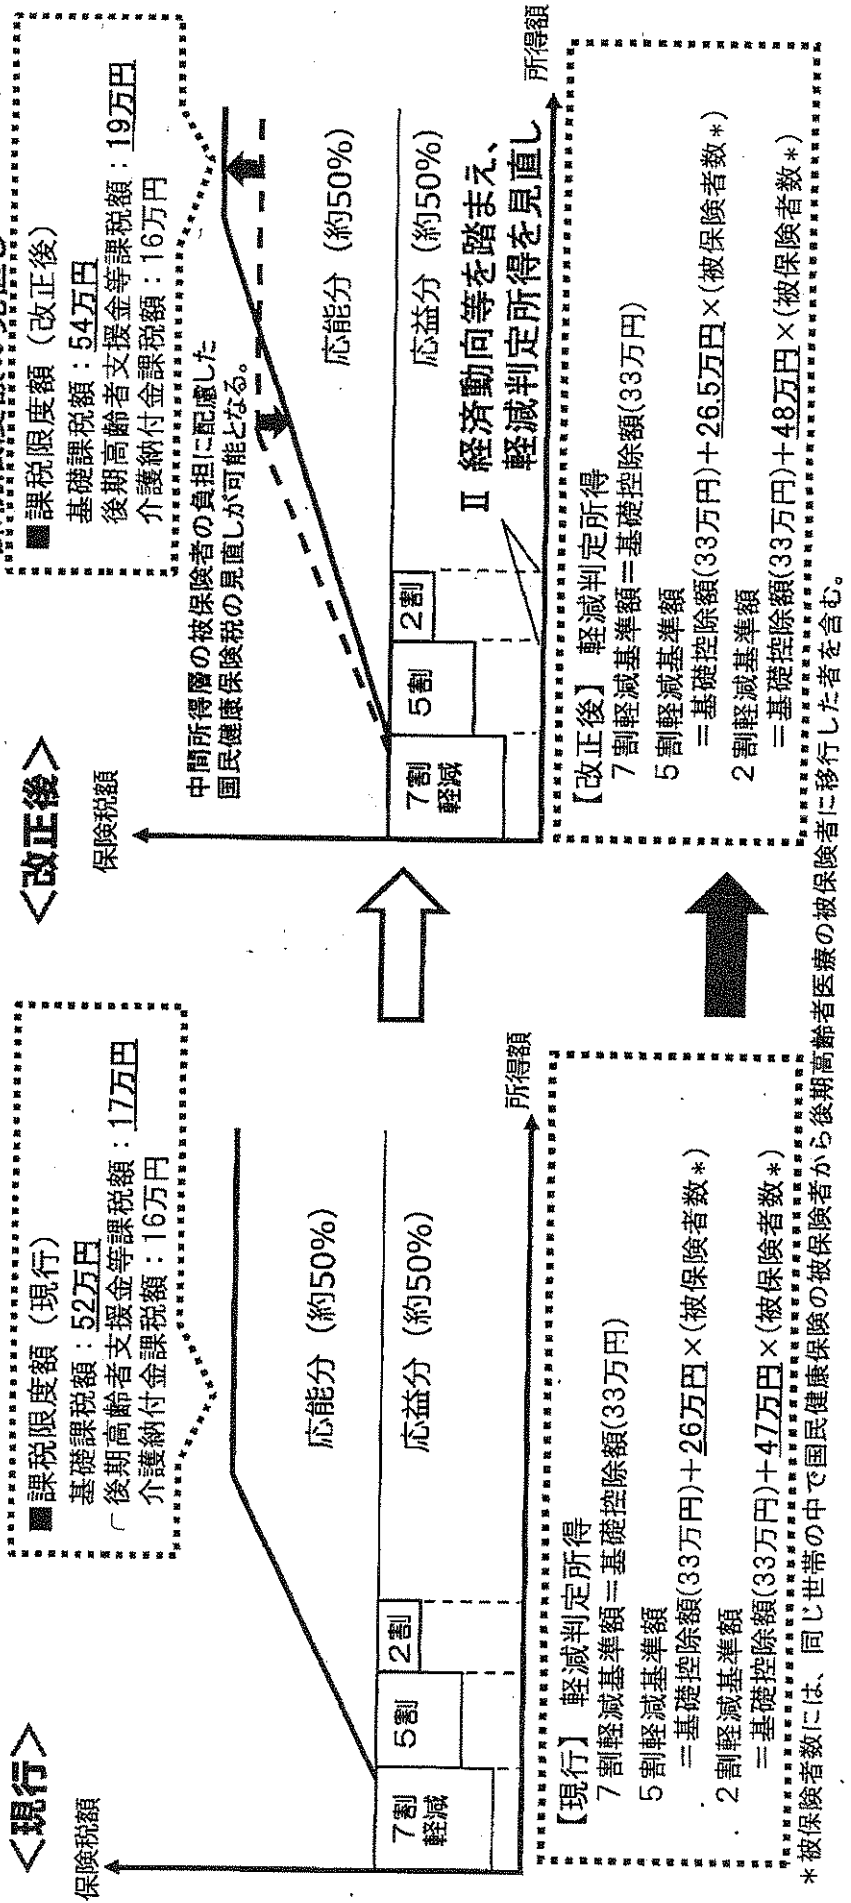 ＜現行＞
■課税限度額（現行）
基礎課税額：52万円
後期高齢者支援金等課税額：17万円
介護納付金課税額：16万円
保険税額
応能分（約50%）
応益分（約50%）
7割
軽減
5割
2割
所得額
【現行】軽減判定所得
7割軽減基準額＝基礎控除額(33万円)
5割軽減基準額
＝基礎控除額(33万円)＋26万円×(被保険者数*)
2割軽減基準額
＝基礎控除額(33万円)＋47万円×(被保険者数*)
＜改正後＞
■課税限度額（改正後）
基礎課税額：54万円
後期高齢者支援金等課税額：19万円
介護納付金課税額：16万円
保険税額
中間所得層の被保険者の負担に配慮した
国民健康保険税の見直しが可能となる。
応能分（約50%）
応益分（約50%）
7割
軽減
5割
2割
Ⅱ 経済動向等を踏まえ、
軽減判定所得を見直し
所得額
【改正後】軽減判定所得
7割軽減基準額＝基礎控除額(33万円)
5割軽減基準額
＝基礎控除額(33万円)＋26.5万円×(被保険者数*)
2割軽減基準額
＝基礎控除額(33万円)＋48万円×(被保険者数*)
*被保険者数には、同じ世帯の中で国民健康保険の被保険者から後期高齢者医療の被保険者に移行した者を含む。